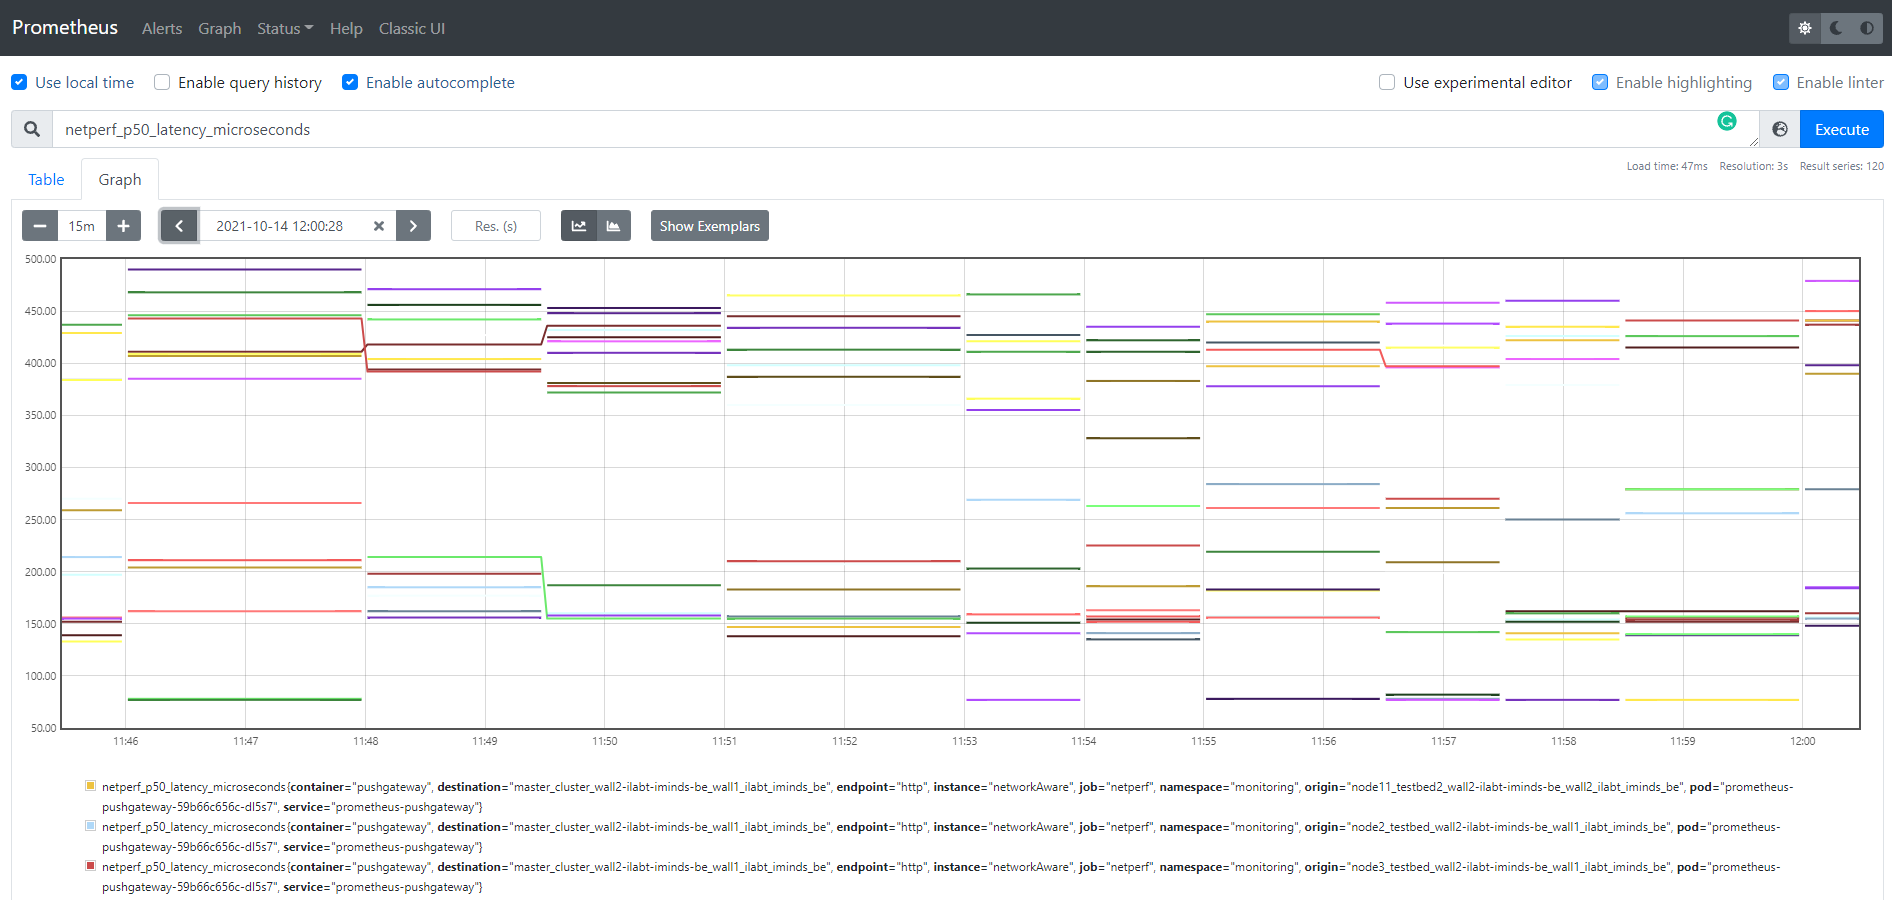 Prometheus Alerts Graph Status Help Classic UI
Use local time Enable query history Enable autocomplete Use experimental editor Enable highlighting Enable linter
netperf_p50_latency_microseconds Execute
Load time: 47ms Resolution: 3s Result series: 120
Table Graph
15m 2021-10-14 12:00:28 Res. (s) Show Exemplars
500.00
450.00
400.00
350.00
300.00
250.00
200.00
150.00
100.00
50.00
11:46 11:47 11:48 11:49 11:50 11:51 11:52 11:53 11:54 11:55 11:56 11:57 11:58 11:59 12:00
netperf_p50_latency_microseconds{container="pushgateway", destination="master_cluster_wall2-ilabt-iminds-be_wall1_ilabt_iminds_be", endpoint="http", instance="networkAware", job="netperf", namespace="monitoring", origin="node11_testbed2_wall2-ilabt-iminds-be_wall2_ilabt_iminds_be", pod="prometheus-
pushgateway-59b66c656c-dl5s7", service="prometheus-pushgateway"}
netperf_p50_latency_microseconds{container="pushgateway", destination="master_cluster_wall2-ilabt-iminds-be_wall1_ilabt_iminds_be", endpoint="http", instance="networkAware", job="netperf", namespace="monitoring", origin="node2_testbed_wall2-ilabt-iminds-be_wall1_ilabt_iminds_be", pod="prometheus-
pushgateway-59b66c656c-dl5s7", service="prometheus-pushgateway"}
netperf_p50_latency_microseconds{container="pushgateway", destination="master_cluster_wall2-ilabt-iminds-be_wall1_ilabt_iminds_be", endpoint="http", instance="networkAware", job="netperf", namespace="monitoring", origin="node3_testbed_wall2-ilabt-iminds-be_wall1_ilabt_iminds_be", pod="prometheus-
pushgateway-59b66c656c-dl5s7", service="prometheus-pushgateway"}